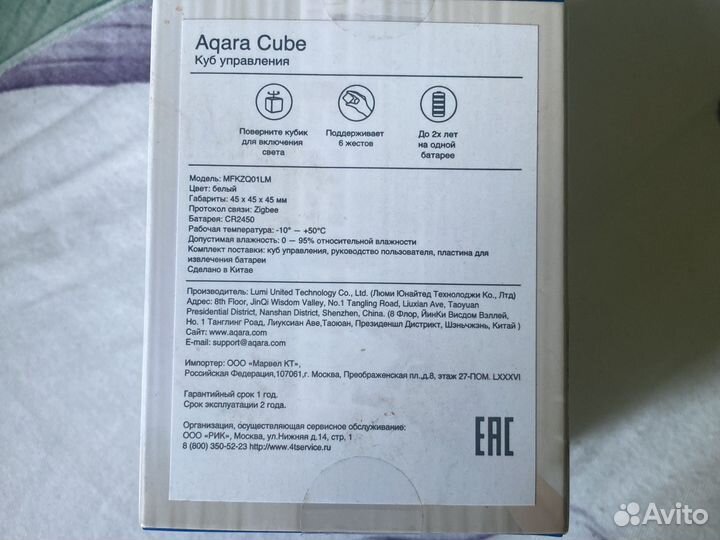 Aqara Cube
Куб управления
Поверните кубик
для включения
света
Поддерживает
6 жестов
До 2х лет
на одной
батарее
Модель: MFKZQ01LM
Цвет: белый
Габариты: 45 x 45 x 45 мм
Протокол связи: Zigbee
Батарея: CR2450
Рабочая температура: -10° — +50°C
Допустимая влажность: 0 — 95% относительной влажности
Комплект поставки: куб управления, руководство пользователя, пластина для
извлечения батареи
Сделано в Китае
Производитель: Lumi United Technology Co., Ltd. (Люми Юнайтед Технолоджи Ко., Лтд)
Адрес: 8th Floor, JinQi Wisdom Valley, No.1 Tangling Road, Liuxian Ave, Taoyuan
Presidential District, Nanshan District, Shenzhen, China. (8 Флор, ЙинКи Висдом Вэллей,
Но. 1 Танглинг Роад, Лиуксиан Аве,Таоюан, Президеншл Дистрикт, Шэньчжэнь, Китай )
Сайт: www.aqara.com
E-mail: support@aqara.com
Импортер: ООО «Марвел КТ»,
Российская Федерация,107061,г. Москва, Преображенская пл.,д.8, этаж 27-ПОМ. LXXXVI
Гарантийный срок 1 год.
Срок эксплуатации 2 года.
Организация, осуществляющая сервисное обслуживание:
ООО «РИК», Москва, ул.Нижняя д.14, стр. 1
8 (800) 350-52-23 http://www.4tservice.ru
EAC
Avito